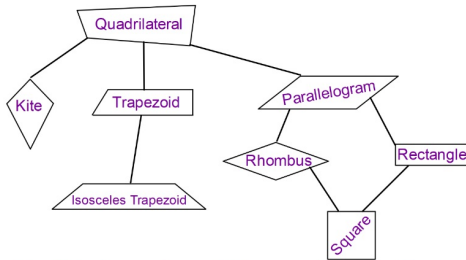 Quadrilateral
Kite
Trapezoid
Parallelogram
Rhombus
Rectangle
Isosceles Trapezoid
Square